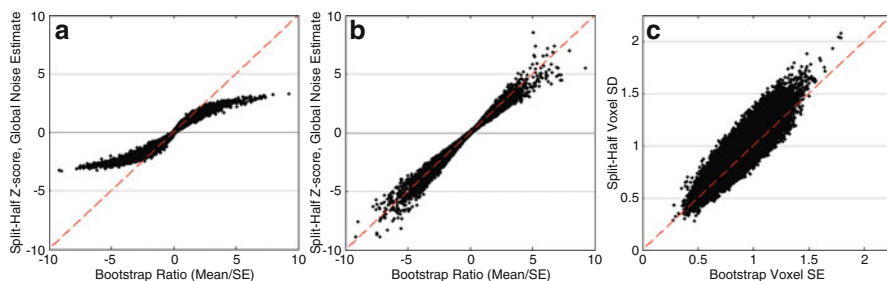 a
Split-Half Z-score, Global Noise Estimate
10
5
0
-5
-10
-10 -5 0 5 10
Bootstrap Ratio (Mean/SE)
b
Split-Half Z-score, Global Noise Estimate
10
5
0
-5
-10
-10 -5 0 5 10
Bootstrap Ratio (Mean/SE)
c
Split-Half Voxel SD
2
1.5
1
0.5
0
0 0.5 1 1.5 2
Bootstrap Voxel SE